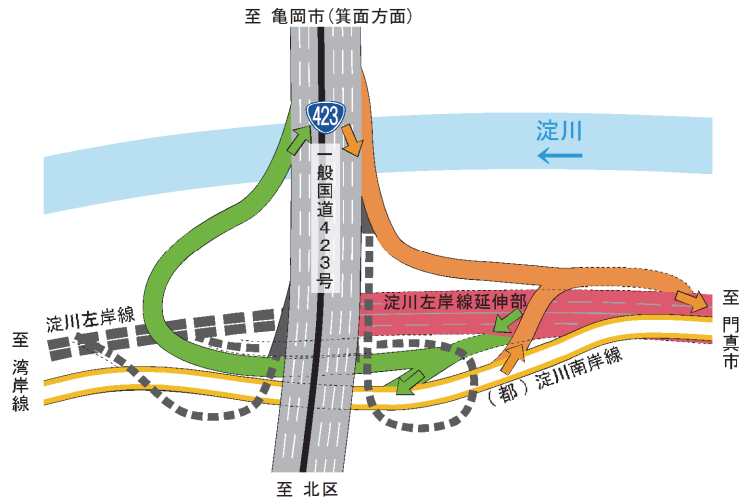 至 亀岡市(箕面方面)
423
淀川
一般国道423号
淀川左岸線延伸部
淀川左岸線
至 湾岸線
至 門真市
(都)淀川南岸線
至 北区